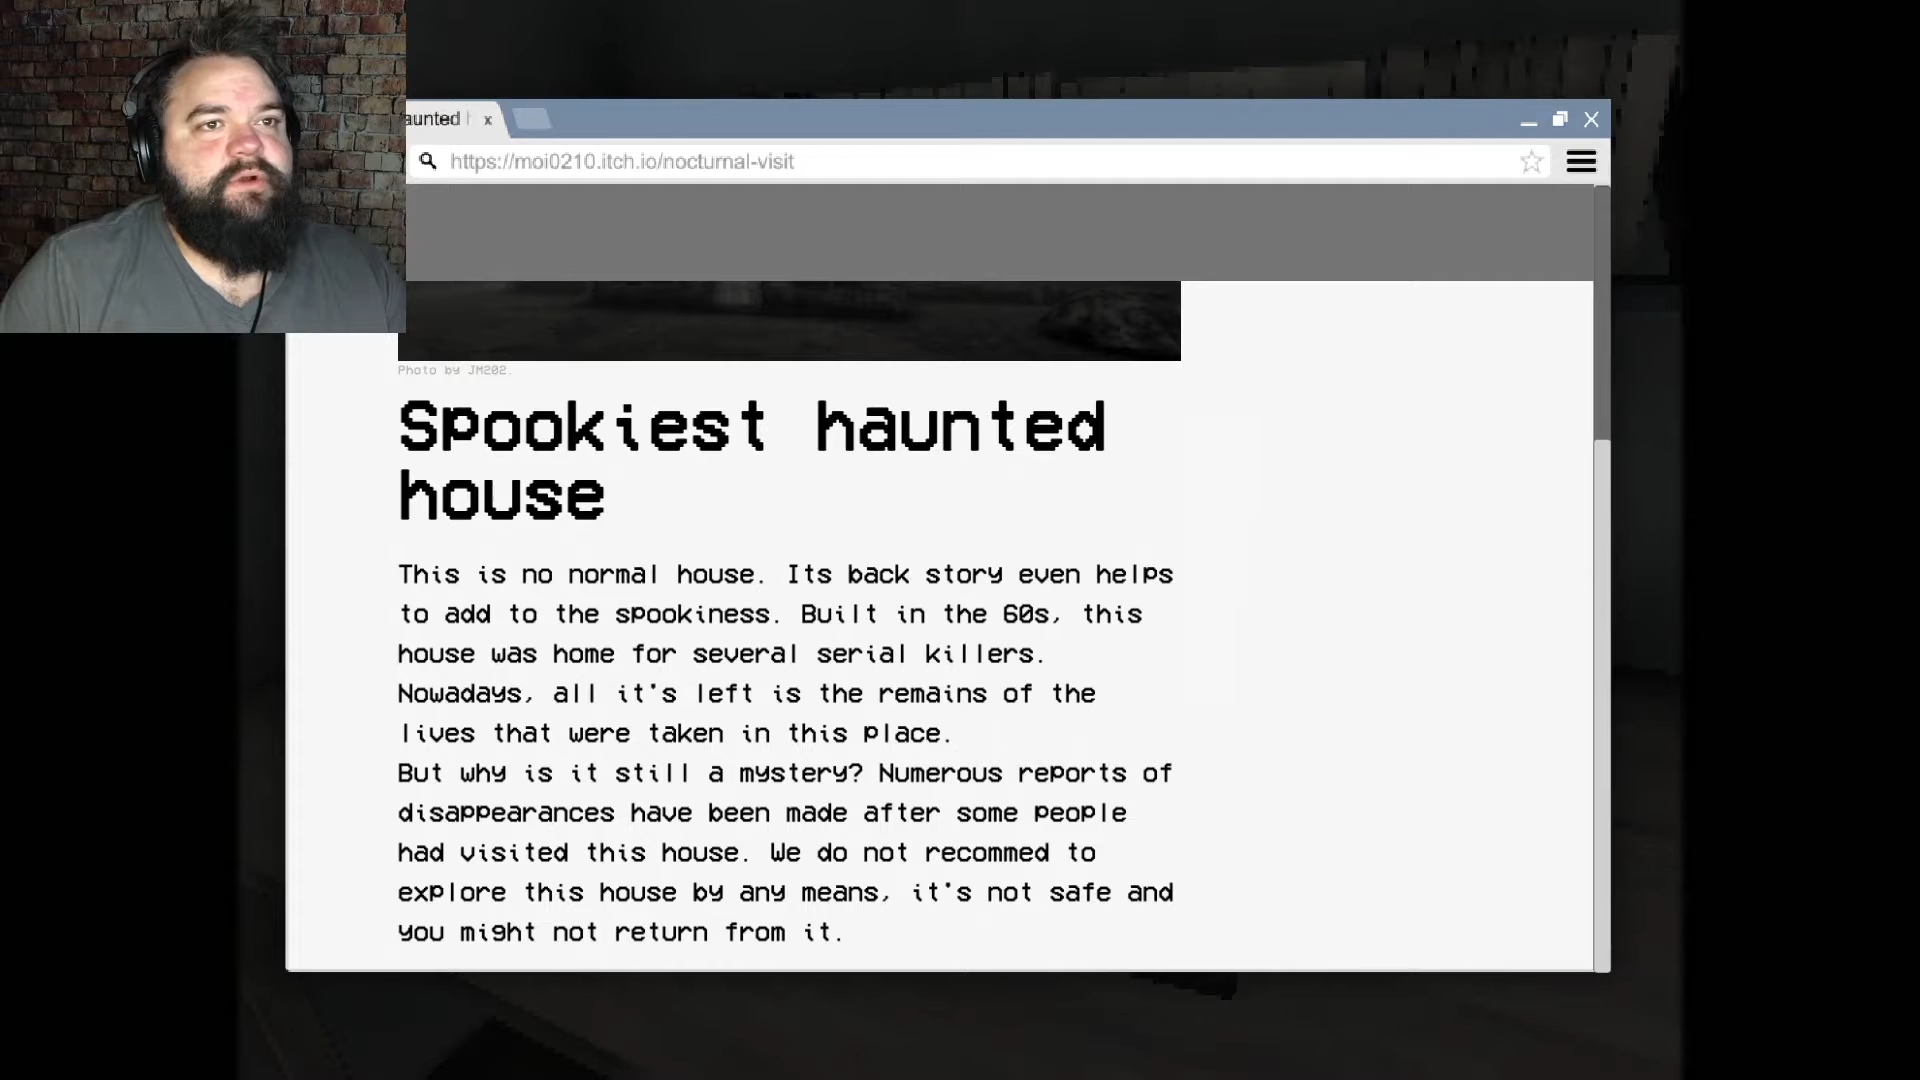 aunted
x
https://moi0210.itch.io/nocturnal-visit
Photo by JM202.
Spookiest haunted
house
This is no normal house. Its back story even helps
to add to the spookiness. Built in the 60s, this
house was home for several serial killers.
Nowadays, all it's left is the remains of the
lives that were taken in this place.
But why is it still a mystery? Numerous reports of
disappearances have been made after some people
had visited this house. We do not recommed to
explore this house by any means, it's not safe and
you might not return from it.